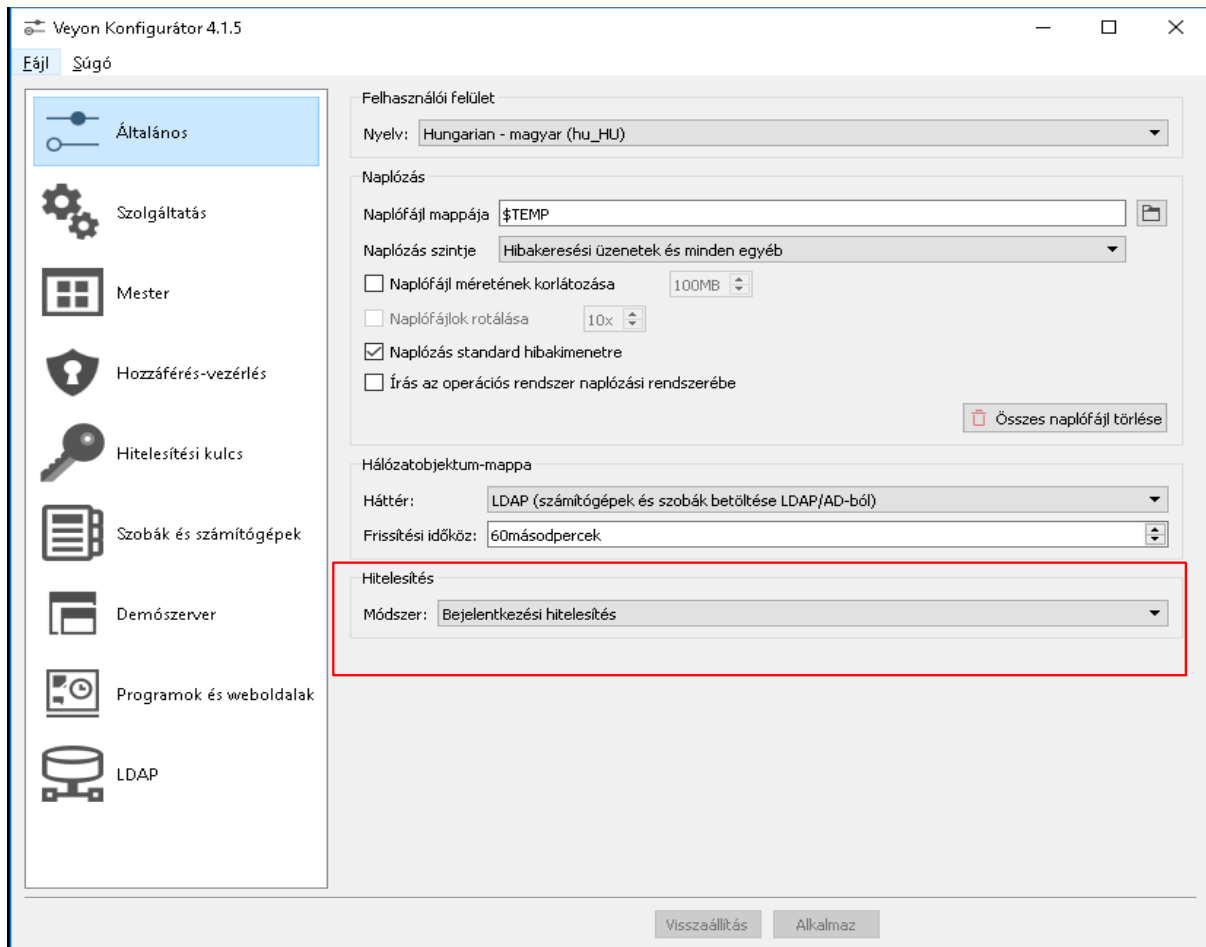 Veyon Konfigurátor 4.1.5
Fájl Súgó
Általános
Szolgáltatás
Mester
Hozzáférés-vezérlés
Hitelesítési kulcs
Szobák és számítógépek
Demószerver
Programok és weboldalak
LDAP
Felhasználói felület
Nyelv: Hungarian - magyar (hu_HU)
Naplózás
Naplófájl mappája $TEMP
Naplózás szintje Hibakeresési üzenetek és minden egyéb
Naplófájl méretének korlátozása 100MB
Naplófájlok rotálása 10x
Naplózás standard hibakimenetre
Írás az operációs rendszer naplózási rendszerébe
Összes naplófájl törlése
Hálózatobjektum-mappa
Háttér: LDAP (számítógépek és szobák betöltése LDAP/AD-ból)
Frissítési időköz: 60másodpercek
Hitelesítés
Módszer: Bejelentkezési hitelesítés
Visszaállítás Alkalmaz